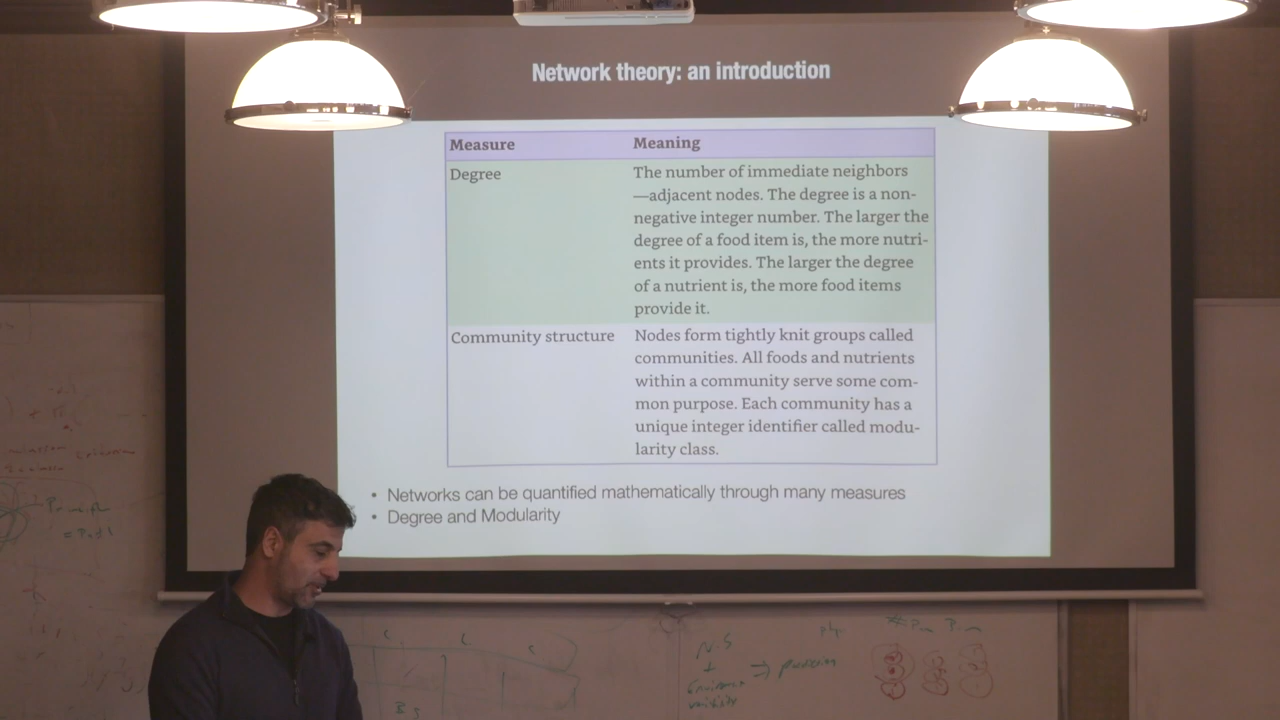 Network theory: an introduction
Measure Meaning
Degree The number of immediate neighbors
—adjacent nodes. The degree is a non-
negative integer number. The larger the
degree of a food item is, the more nutri-
ents it provides. The larger the degree
of a nutrient is, the more food items
provide it.
Community structure Nodes form tightly knit groups called
communities. All foods and nutrients
within a community serve some com-
mon purpose. Each community has a
unique integer identifier called modu-
larity class.
• Networks can be quantified mathematically through many measures
• Degree and Modularity
N.S